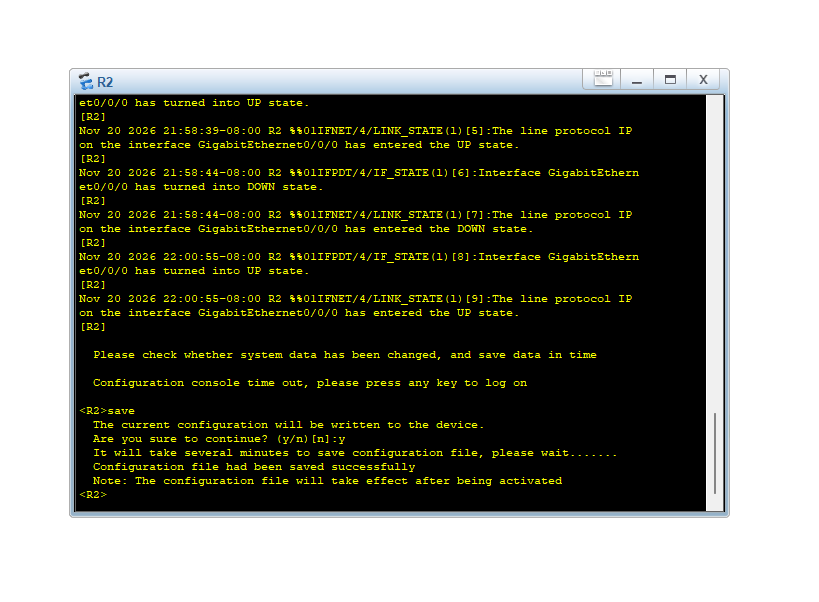 R2
et0/0/0 has turned into UP state.
[R2]
Nov 20 2026 21:58:39-08:00 R2 %%01IFNET/4/LINK_STATE(l)[5]:The line protocol IP
on the interface GigabitEthernet0/0/0 has entered the UP state.
[R2]
Nov 20 2026 21:58:44-08:00 R2 %%01IFPDT/4/IF_STATE(l)[6]:Interface GigabitEthern
et0/0/0 has turned into DOWN state.
[R2]
Nov 20 2026 21:58:44-08:00 R2 %%01IFNET/4/LINK_STATE(l)[7]:The line protocol IP
on the interface GigabitEthernet0/0/0 has entered the DOWN state.
[R2]
Nov 20 2026 22:00:55-08:00 R2 %%01IFPDT/4/IF_STATE(l)[8]:Interface GigabitEthern
et0/0/0 has turned into UP state.
[R2]
Nov 20 2026 22:00:55-08:00 R2 %%01IFNET/4/LINK_STATE(l)[9]:The line protocol IP
on the interface GigabitEthernet0/0/0 has entered the UP state.
[R2]
Please check whether system data has been changed, and save data in time
Configuration console time out, please press any key to log on
<R2>save
The current configuration will be written to the device.
Are you sure to continue? (y/n)[n]:y
It will take several minutes to save configuration file, please wait.......
Configuration file had been saved successfully
Note: The configuration file will take effect after being activated
<R2>